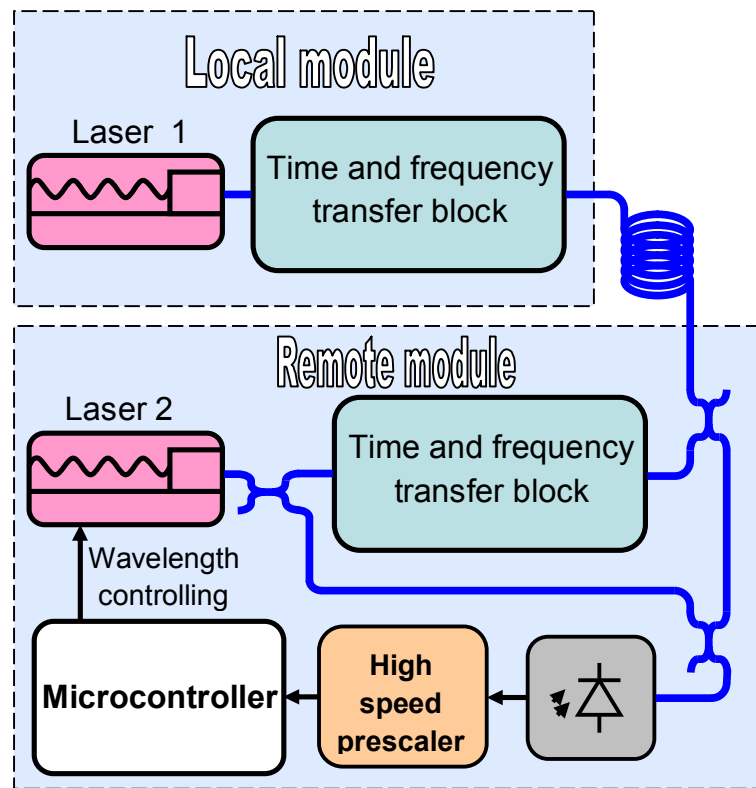 Local module
Laser 1
Time and frequency
transfer block
Remote module
Laser 2
Time and frequency
transfer block
Wavelength
controlling
Microcontroller
High
speed
prescaler